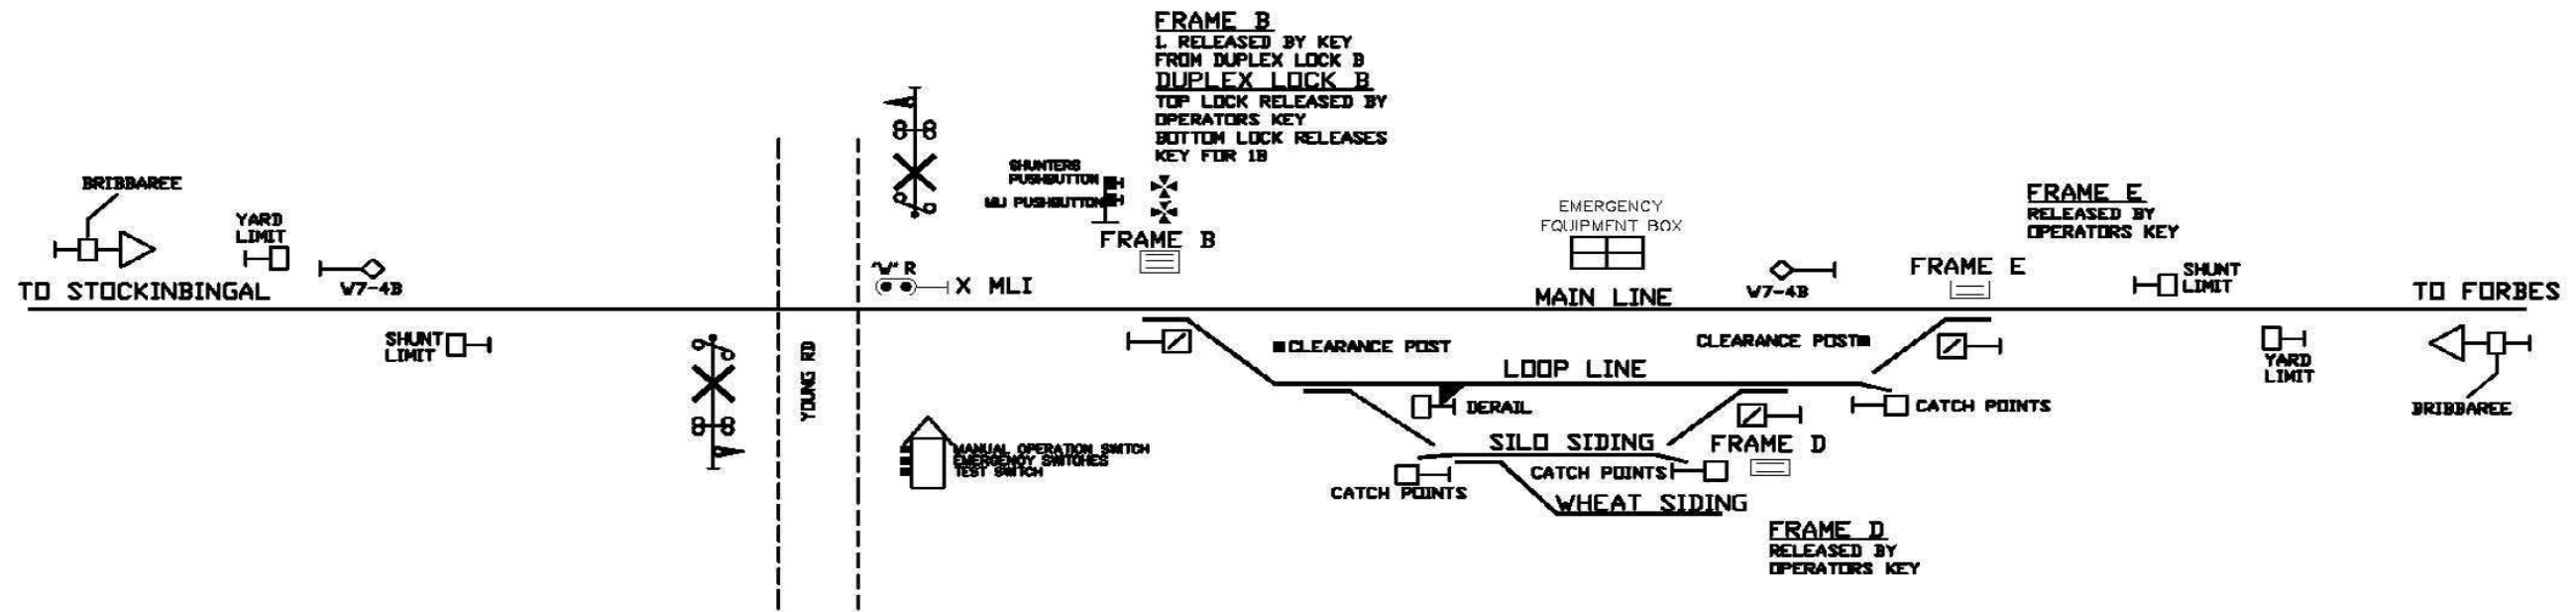 FRAME B
L RELEASED BY KEY
FROM DUPLEX LOCK B
DUPLEX LOCK B
TOP LOCK RELEASED BY
OPERATORS KEY
BOTTOM LOCK RELEASES
KEY FOR 1B
BRIBBAREE
YARD
LIMIT
W7-4B
TO STOCKINBINGAL
SHUNT
LIMIT
YOUNG RD
"W" R
X MLI
SHUNTERS
PUSHBUTTON
MLI PUSHBUTTON
FRAME B
MANUAL OPERATION SWITCH
EMERGENCY SWITCHES
TEST SWITCH
EMERGENCY
EQUIPMENT BOX
MAIN LINE
W7-4B
FRAME E
FRAME E
RELEASED BY
OPERATORS KEY
SHUNT
LIMIT
TO FORBES
CLEARANCE POST
CLEARANCE POST
LOOP LINE
DERAIL
CATCH POINTS
YARD
LIMIT
BRIBBAREE
SILO SIDING
FRAME D
CATCH POINTS
CATCH POINTS
WHEAT SIDING
FRAME D
RELEASED BY
OPERATORS KEY